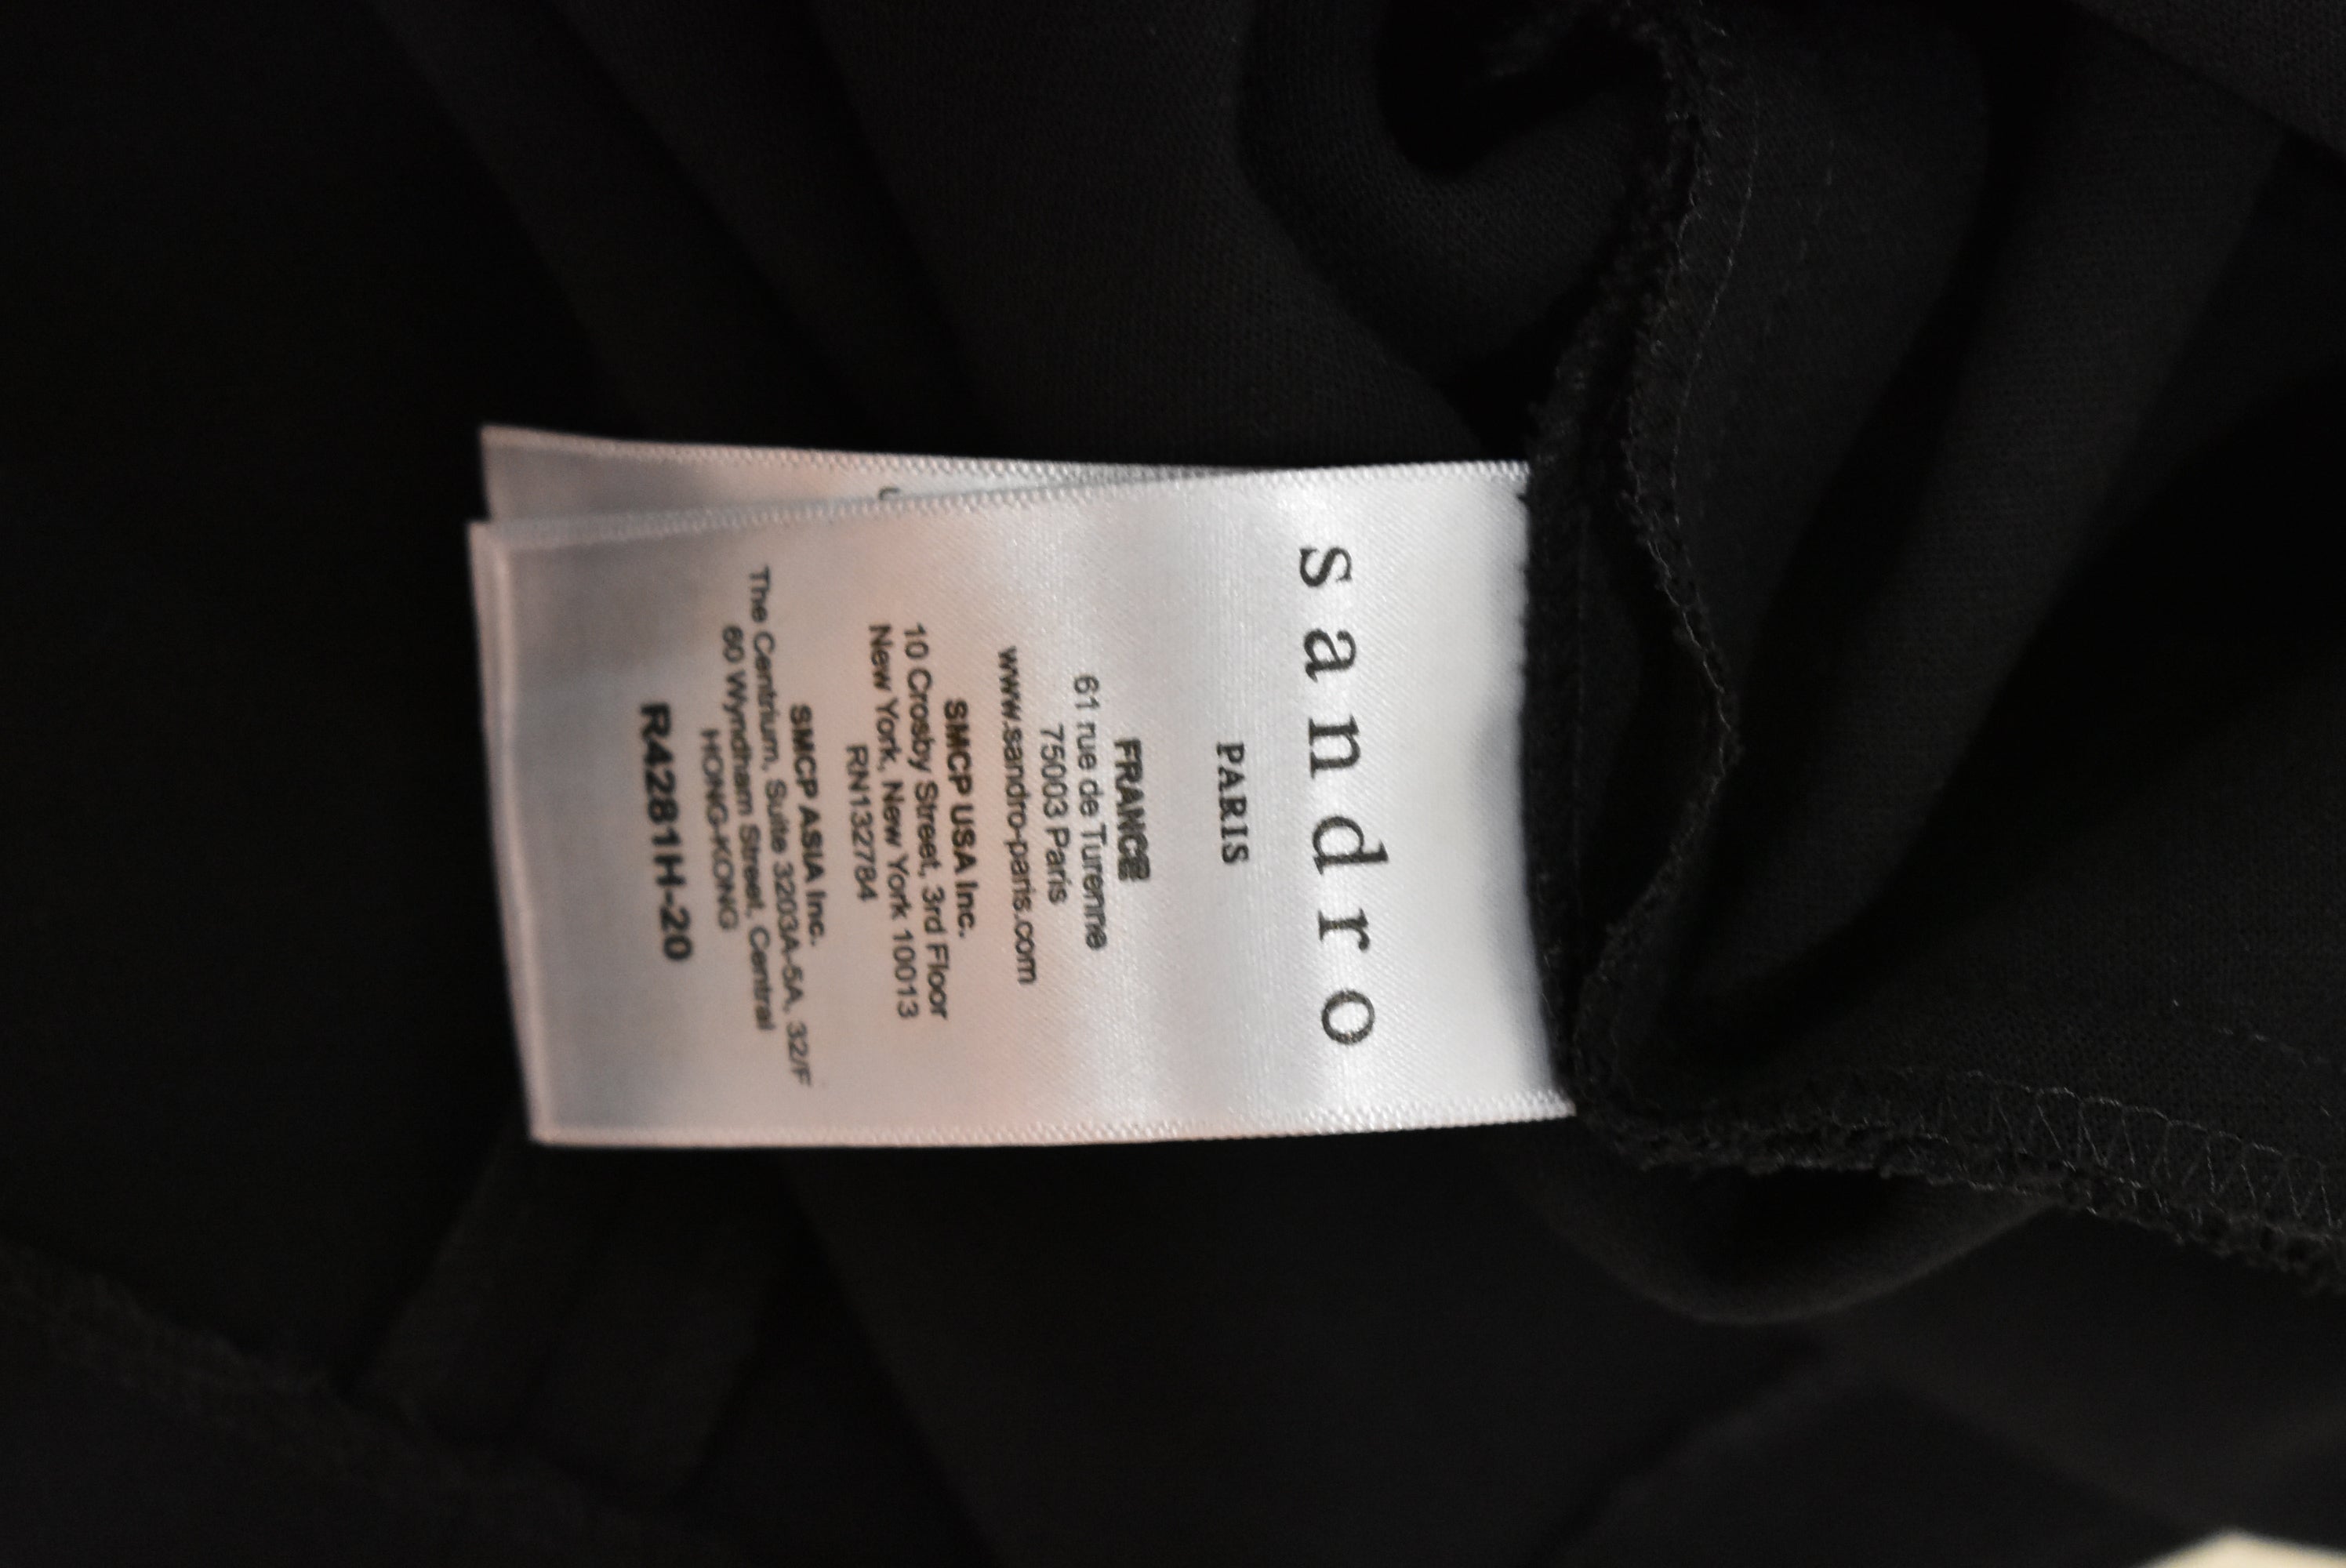 sandro
PARIS
FRANCE
61 rue de Turenne
75003 Paris
www.sandro-paris.com
SMCP USA Inc.
10 Crosby Street, 3rd Floor
New York, New York 10013
RN132784
SMCP ASIA Inc.
The Centrium, Suite 3203A-5A, 32/F
60 Wyndham Street, Central
HONG-KONG
R4281H-20